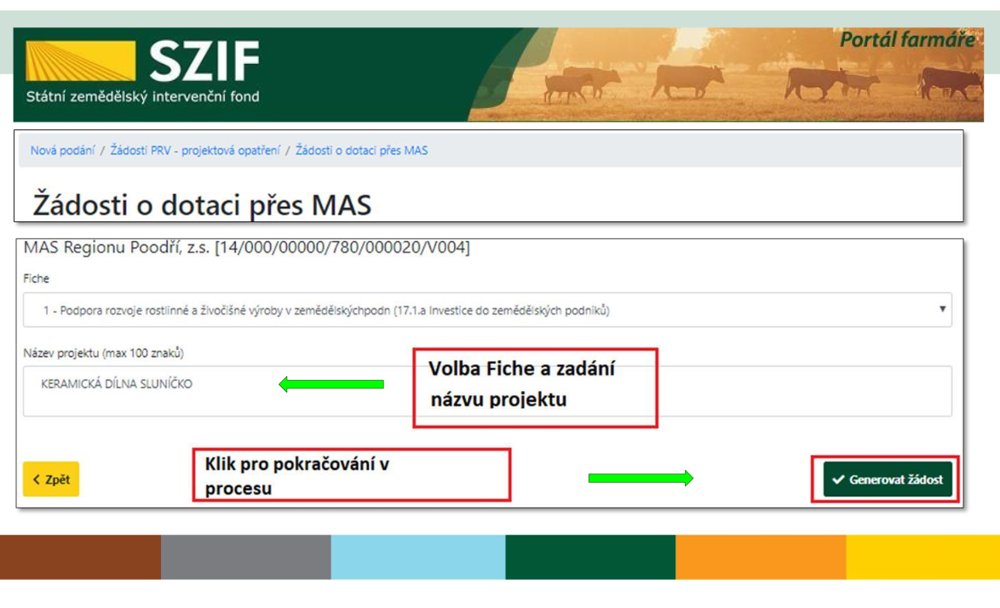 SZIF
Státní zemědělský intervenční fond
Portál farmáře
Nová podání / Žádosti PRV - projektová opatření / Žádosti o dotaci přes MAS
Žádosti o dotaci přes MAS
MAS Regionu Poodří, z.s. [14/000/00000/780/000020/V004]
Fiche
1 - Podpora rozvoje rostlinné a živočišné výroby v zemědělskýchpodn (17.1.a Investice do zemědělských podniků)
Název projektu (max 100 znaků)
KERAMICKÁ DÍLNA SLUNÍČKO
Volba Fiche a zadání
názvu projektu
Klik pro pokračování v
procesu
Zpět
Generovat žádost